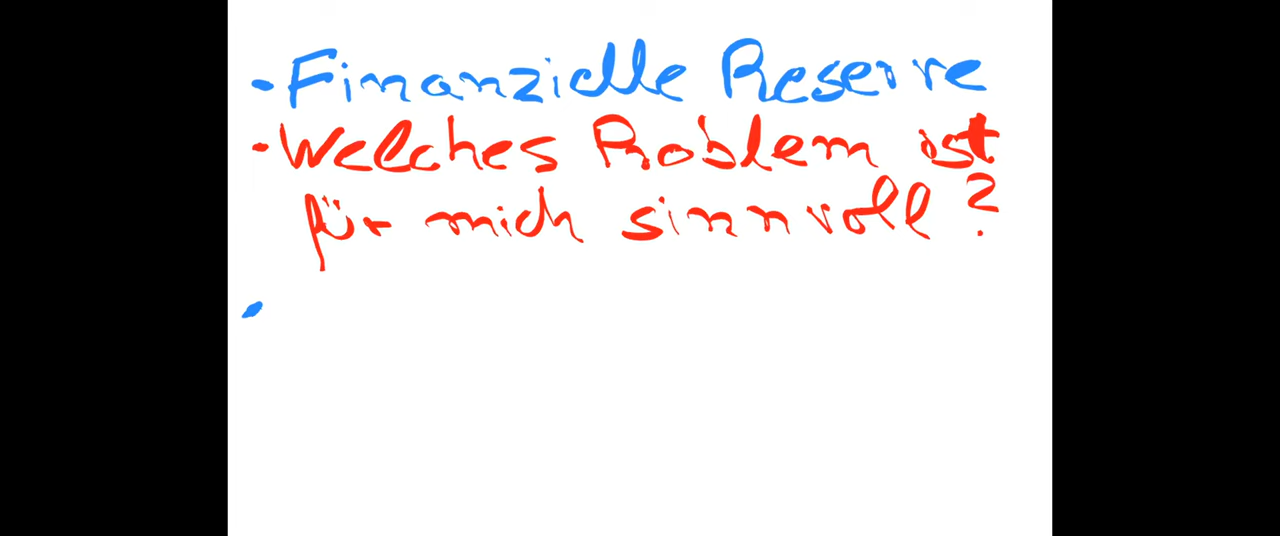 - Finanzielle Reserve
- Welches Problem ist
für mich sinnvoll?